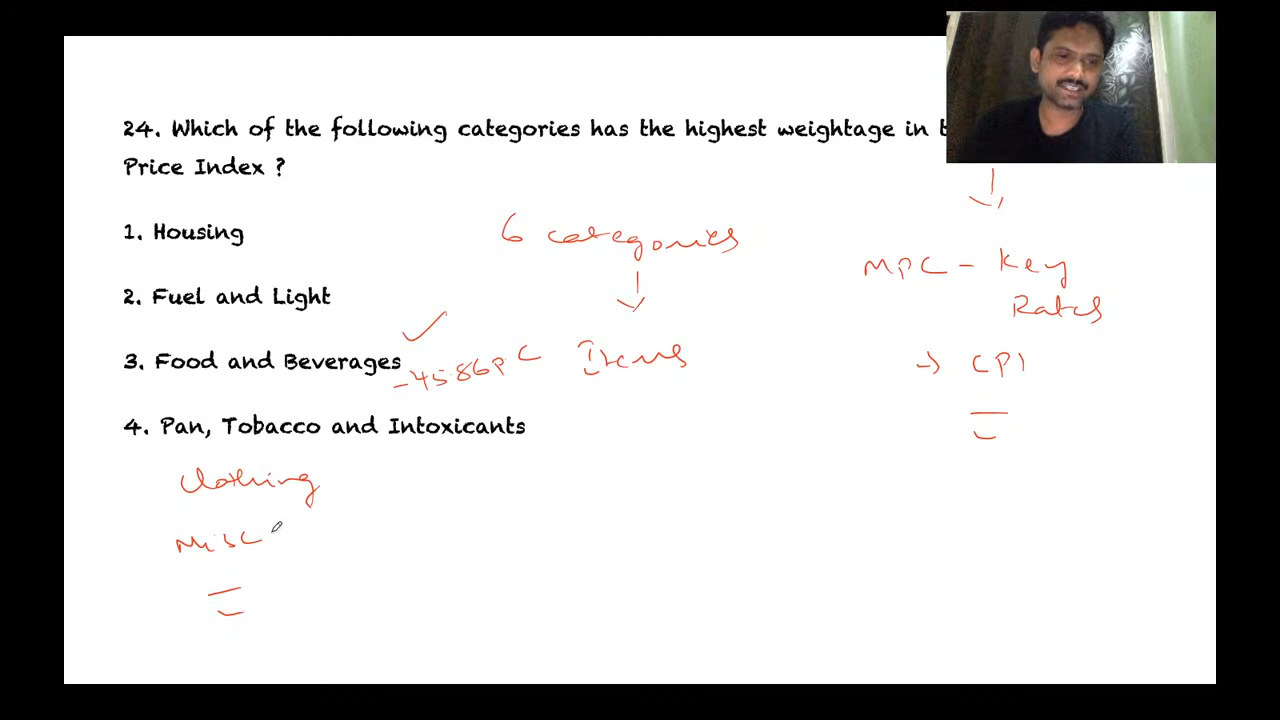 24. Which of the following categories has the highest weightage in
Price Index ?
1. Housing
6 categories
MPC - Key
Rates
2. Fuel and Light
3. Food and Beverages
- 45.86 p.c
Items
→ CPI
4. Pan, Tobacco and Intoxicants
Clothing
Misc